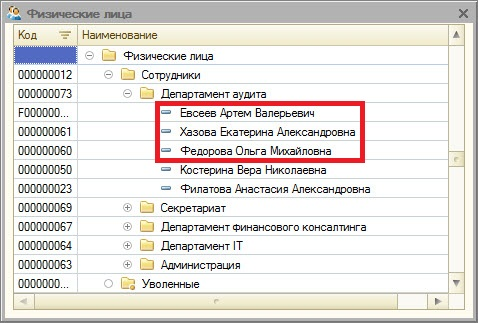 Физические лица
Код Наименование
Физические лица
000000012 Сотрудники
000000073 Департамент аудита
F00000... Евсеев Артем Валерьевич
000000061 Хазова Екатерина Александровна
000000060 Федорова Ольга Михайловна
000000050 Костерина Вера Николаевна
000000023 Филатова Анастасия Александровна
000000069 Секретариат
000000067 Департамент финансового консалтинга
000000064 Департамент IT
000000063 Администрация
0000000... Уволенные